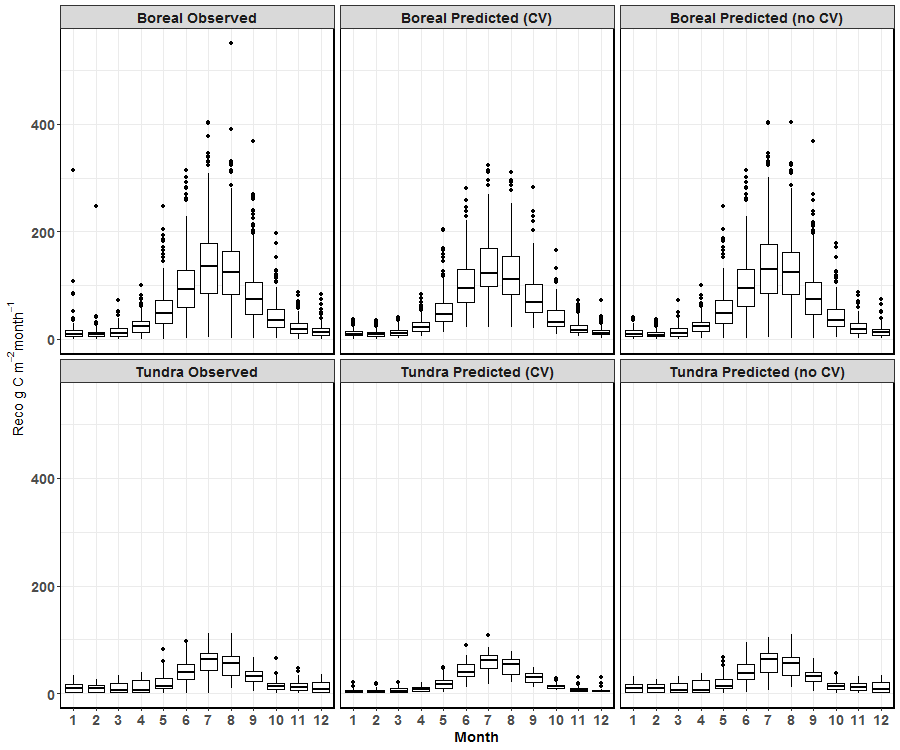 Boreal Observed Boreal Predicted (CV) Boreal Predicted (no CV)
400
200
0
Reco g C m⁻²month⁻¹
Tundra Observed Tundra Predicted (CV) Tundra Predicted (no CV)
400
200
0
1 2 3 4 5 6 7 8 9 10 11 12 1 2 3 4 5 6 7 8 9 10 11 12 1 2 3 4 5 6 7 8 9 10 11 12
Month